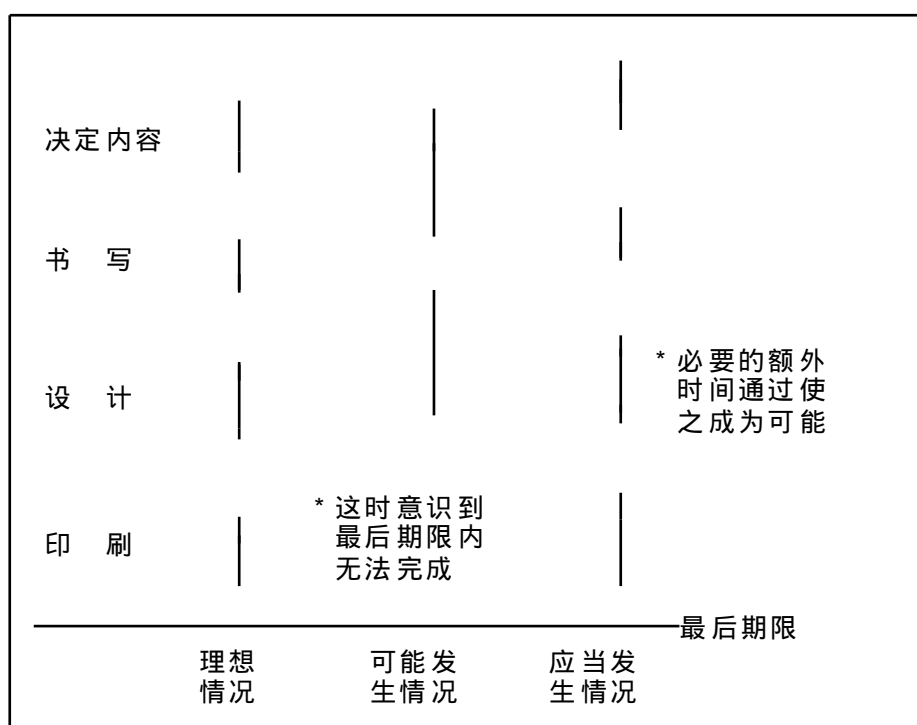 决定内容
书 写
设 计
* 必要的额外
时间通过使
之成为可能
印 刷
* 这时意识到
最后期限内
无法完成
最后期限
理想
情况
可能发
生情况
应当发
生情况